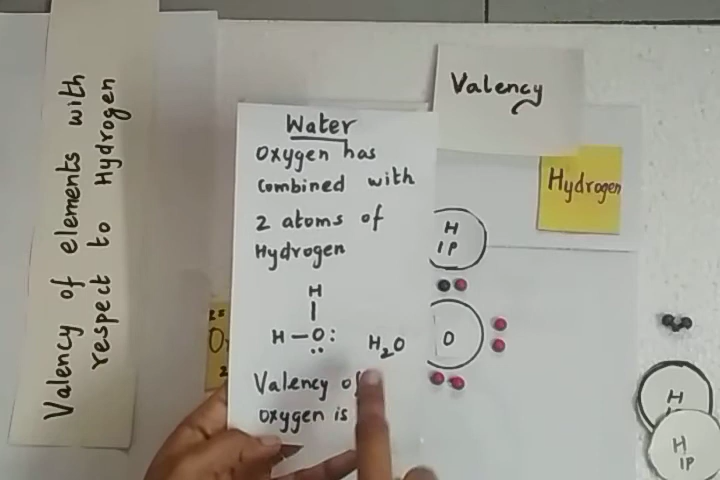 Valency of elements with
respect to Hydrogen
Valency
Hydrogen
Water
Oxygen has
combined with
2 atoms of
Hydrogen
H
H – O:
H2O
Valency
oxygen is
H
1P
O
H
H
1P